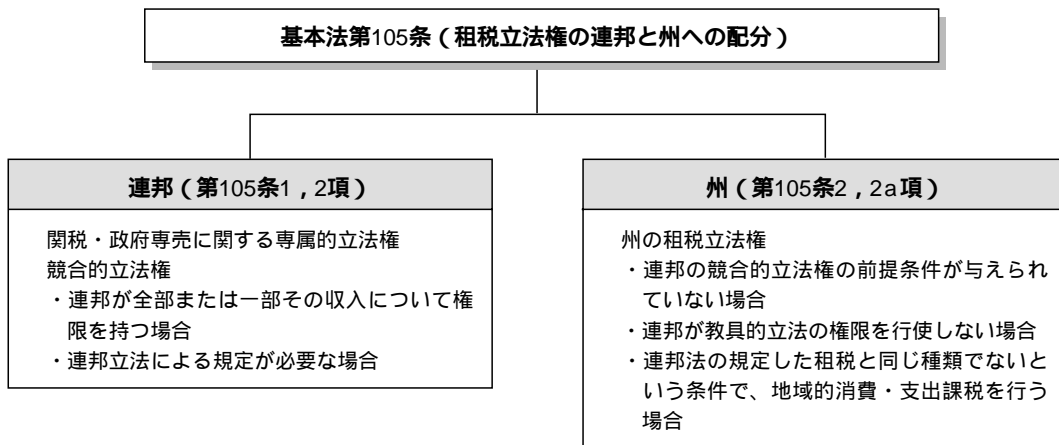 基本法第105条(租税立法権の連邦と州への配分)
連邦(第105条1,2項)
関税・政府専売に関する専属的立法権
競合的立法権
・連邦が全部または一部その収入について権
限を持つ場合
・連邦立法による規定が必要な場合
州(第105条2,2a項)
州の租税立法権
・連邦の競合的立法権の前提条件が与えられ
ていない場合
・連邦が教具的立法の権限を行使しない場合
・連邦法の規定した租税と同じ種類でないと
いう条件で、地域的消費・支出課税を行う
場合